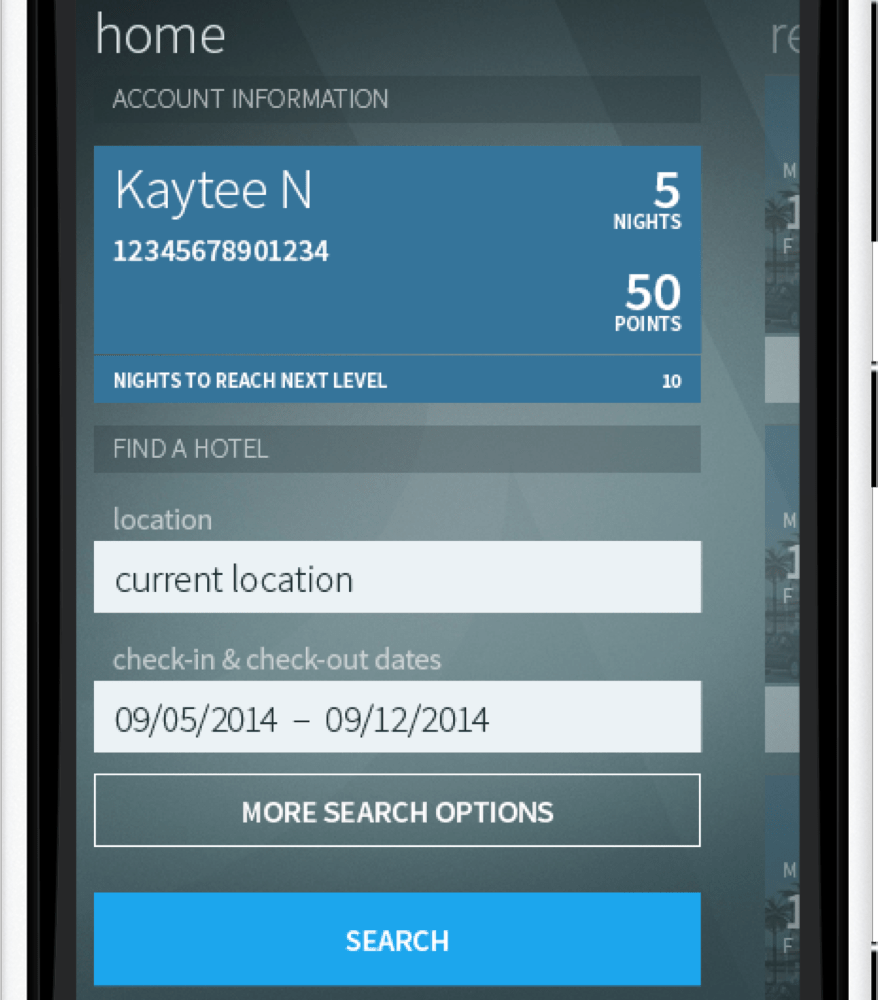 home
ACCOUNT INFORMATION
Kaytee N
5
NIGHTS
12345678901234
50
POINTS
NIGHTS TO REACH NEXT LEVEL 10
FIND A HOTEL
location
current location
check-in & check-out dates
09/05/2014 – 09/12/2014
MORE SEARCH OPTIONS
SEARCH